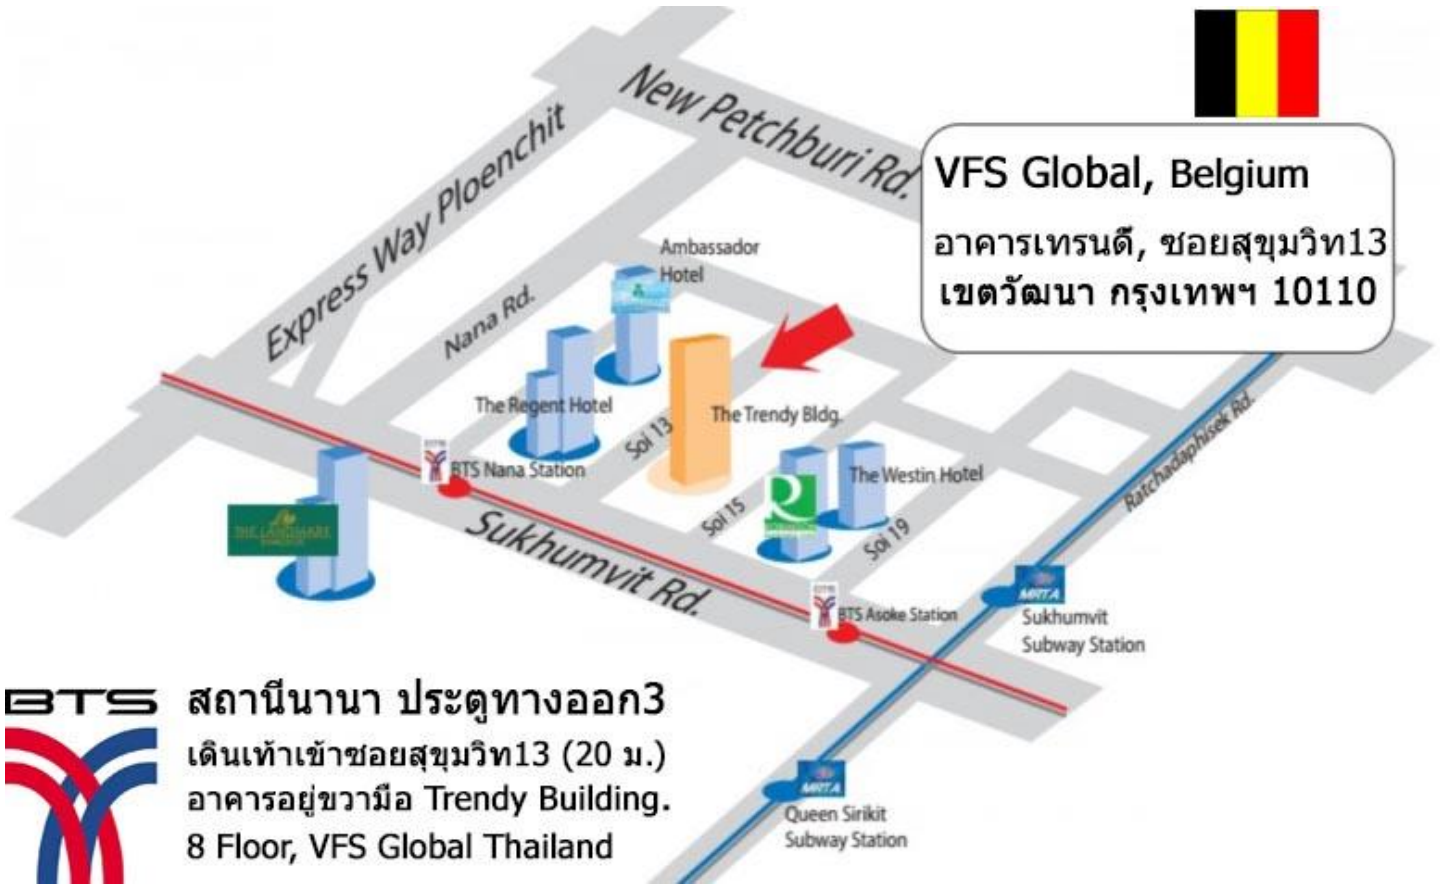 New Petchburi Rd.
Express Way Ploenchit
VFS Global, Belgium
อาคารเทรนดี, ซอยสุขุมวิท13
เขตวัฒนา กรุงเทพฯ 10110
Ambassador
Hotel
Nana Rd.
The Regent Hotel
Soi 13
The Trendy Bldg.
BTS Nana Station
The Westin Hotel
Ratchadaphisek Rd.
Soi 15
Soi 19
THE LANDMARK
Sukhumvit Rd.
BTS Asoke Station
MRTA
Sukhumvit
Subway Station
MRTA
Queen Sirikit
Subway Station
BTS
สถานีนานา ประตูทางออก3
เดินเท้าเข้าซอยสุขุมวิท13 (20 ม.)
อาคารอยู่ขวามือ Trendy Building.
8 Floor, VFS Global Thailand